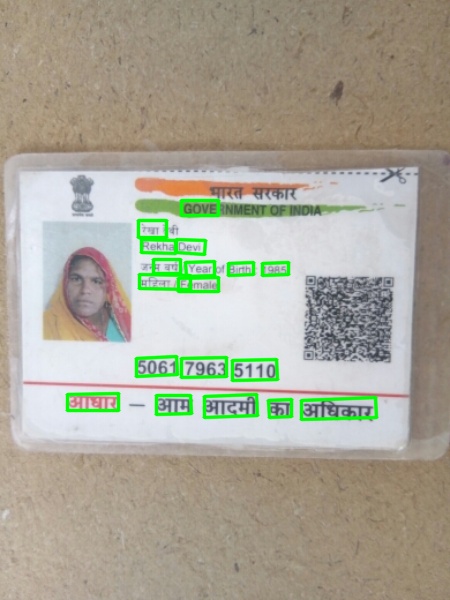 भारत सरकार
GOVERNMENT OF INDIA
रेखा देवी
Rekha Devi
जन्म वर्ष / Year of Birth : 1985
महिला / Female
5061 7963 5110
आधार — आम आदमी का अधिकार